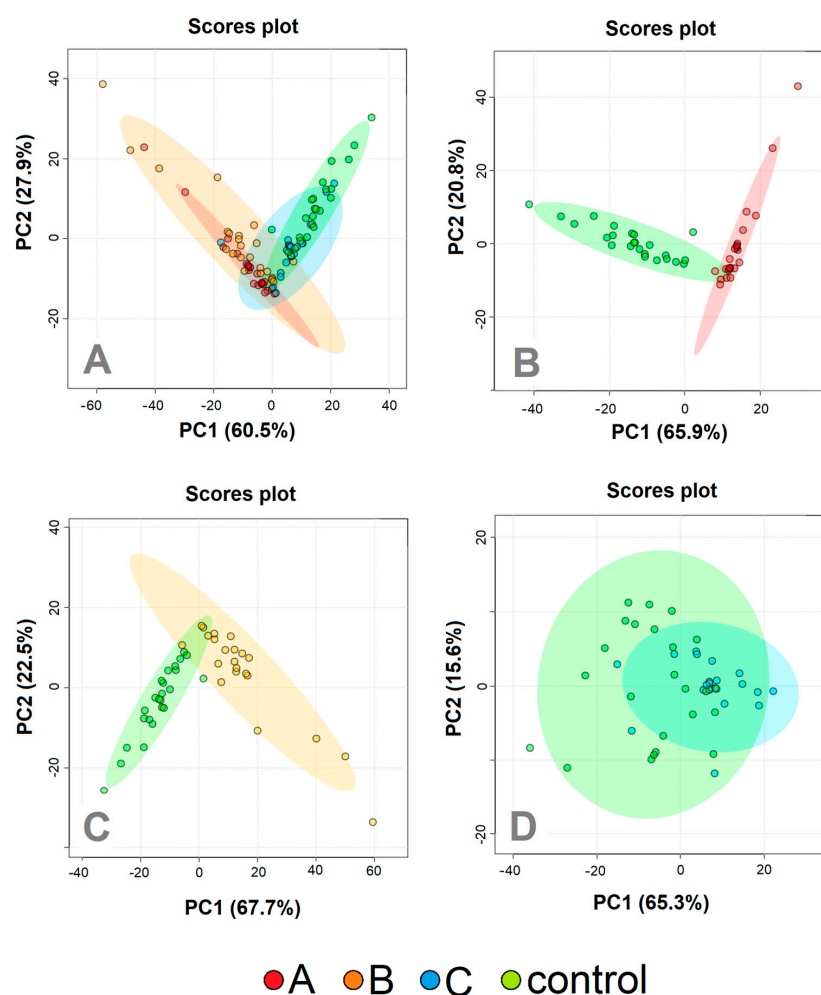 Scores plot
40
20
0
-20
-60
-40
-20
0
20
40
PC2 (27.9%)
PC1 (60.5%)
A
Scores plot
40
20
0
-20
-40
-20
0
20
PC2 (20.8%)
PC1 (65.9%)
B
Scores plot
40
20
0
-20
-40
-20
0
20
40
60
PC2 (22.5%)
PC1 (67.7%)
C
Scores plot
20
0
-20
-40
-20
0
20
PC2 (15.6%)
PC1 (65.3%)
D
A B C control